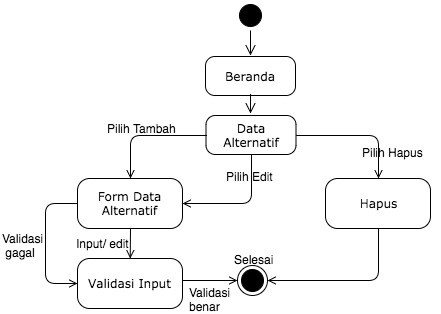 Beranda
Data
Alternatif
Pilih Tambah
Pilih Hapus
Pilih Edit
Form Data
Alternatif
Hapus
Validasi
gagal
Input/ edit
Selesai
Validasi Input
Validasi
benar